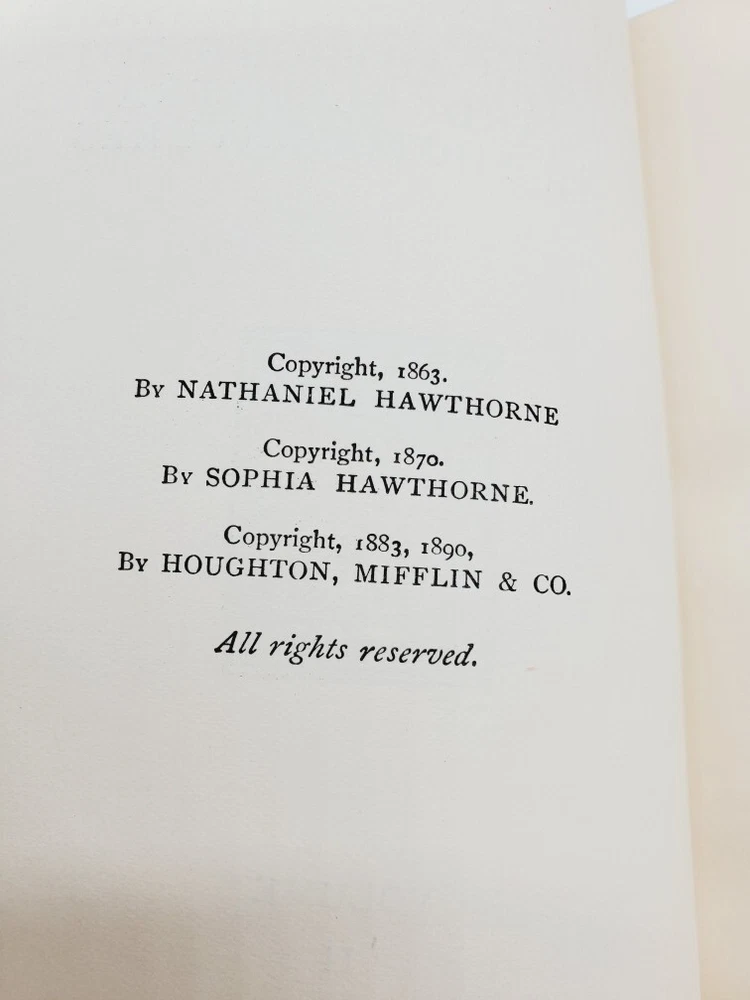 Copyright, 1863.
By NATHANIEL HAWTHORNE
Copyright, 1870.
By SOPHIA HAWTHORNE.
Copyright, 1883, 1890,
By HOUGHTON, MIFFLIN & CO.
All rights reserved.